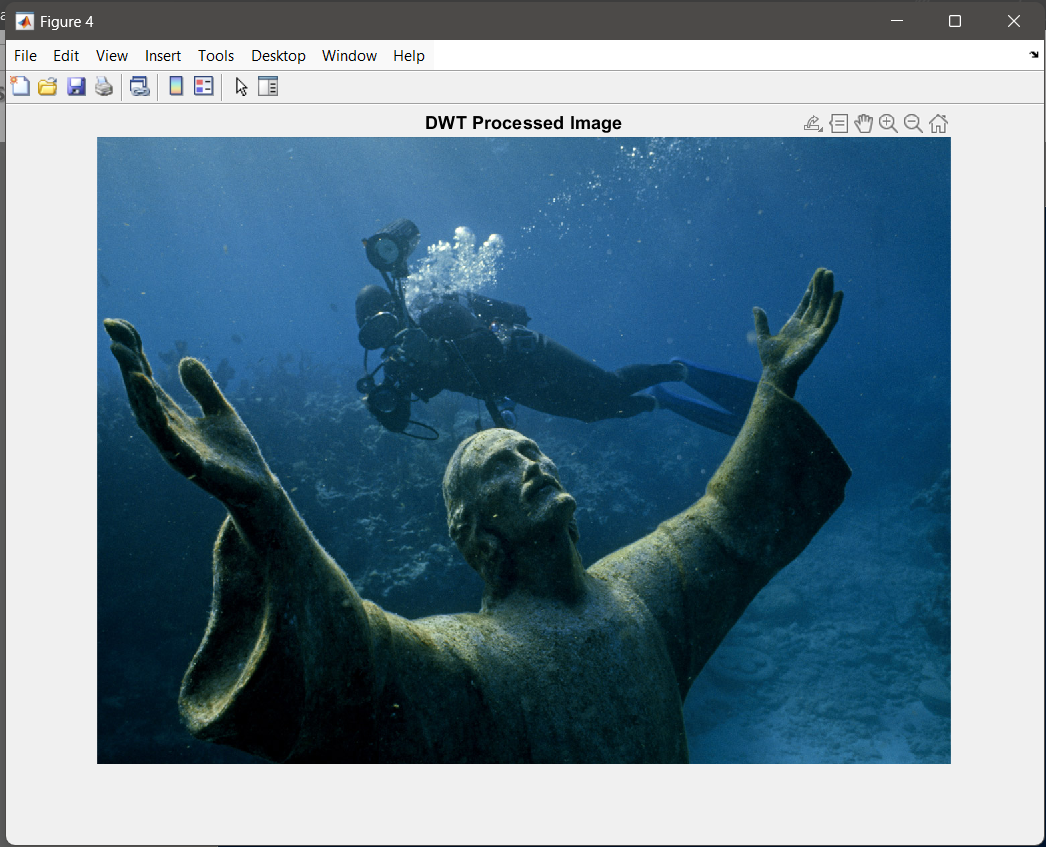 Figure 4
File Edit View Insert Tools Desktop Window Help
DWT Processed Image